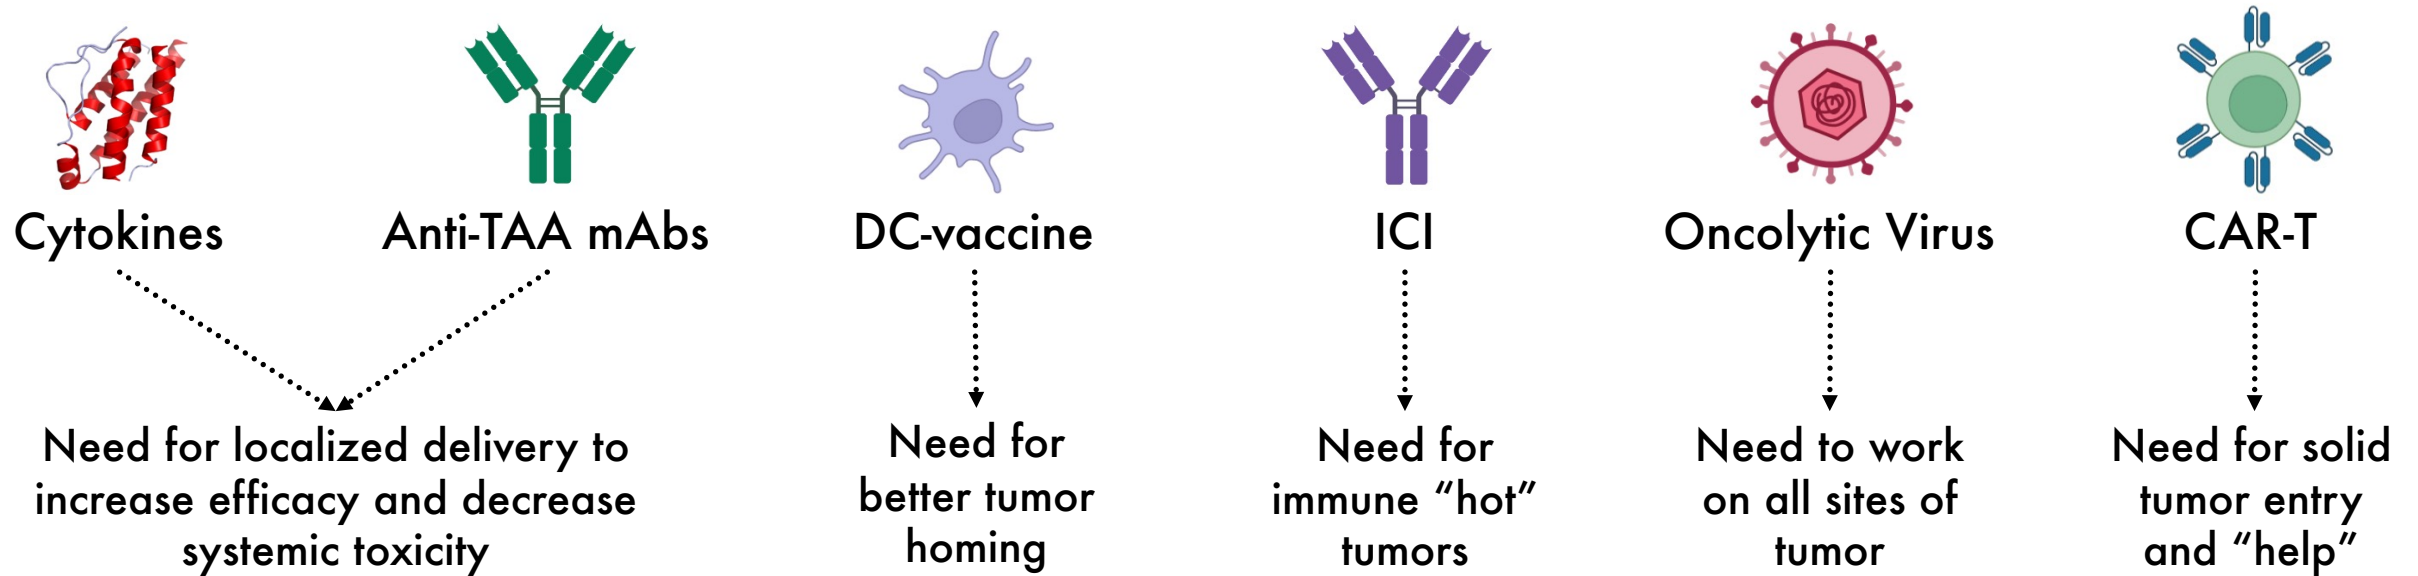 Cytokines
Anti-TAA mAbs
DC-vaccine
ICI
Oncolytic Virus
CAR-T
Need for localized delivery to
increase efficacy and decrease
systemic toxicity
Need for
better tumor
homing
Need for
immune “hot”
tumors
Need to work
on all sites of
tumor
Need for solid
tumor entry
and “help”